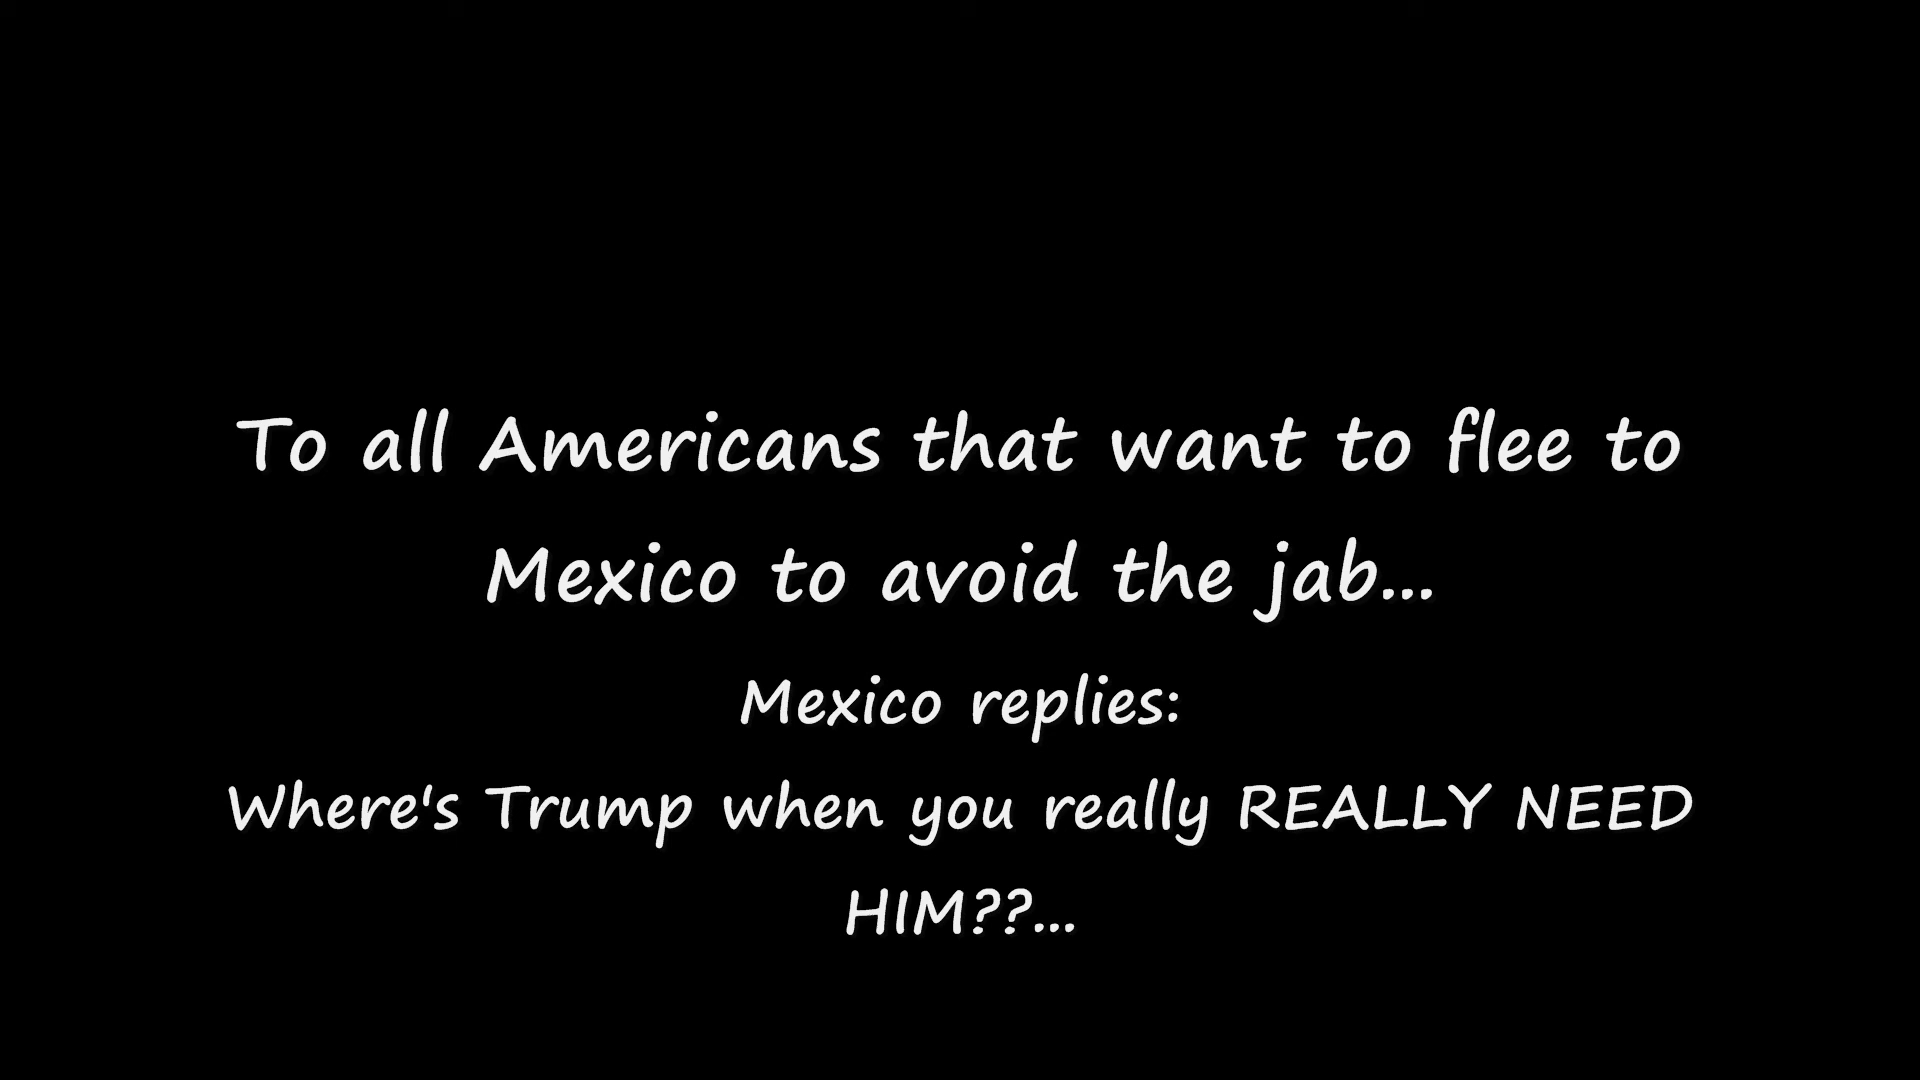 To all Americans that want to flee to
Mexico to avoid the jab...
Mexico replies:
Where's Trump when you really REALLY NEED
HIM??...